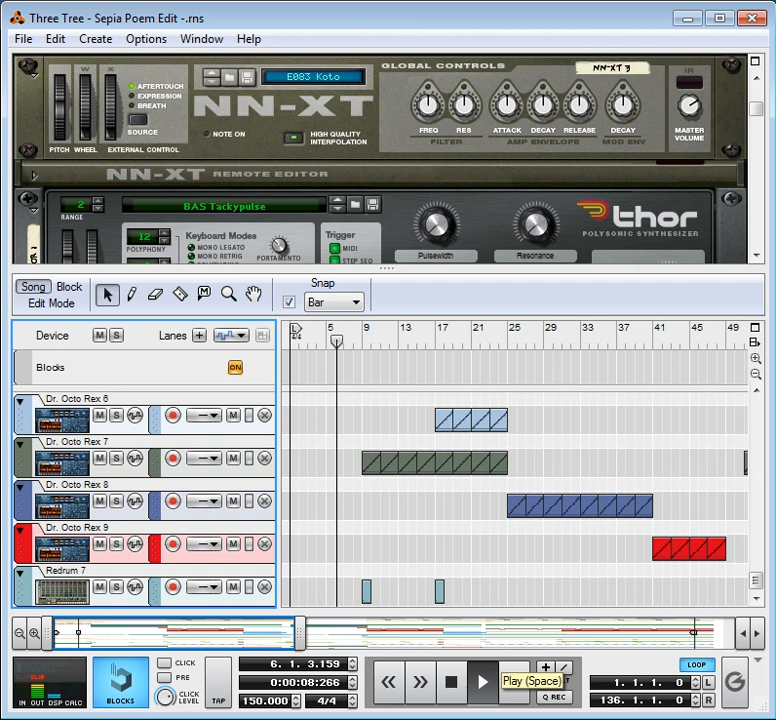 Three Tree - Sepia Poem Edit -.rns
File Edit Create Options Window Help
W X
AFTERTOUCH
EXPRESSION
BREATH
SOURCE
PITCH WHEEL EXTERNAL CONTROL
E083 Koto
NN-XT
NOTE ON
HIGH QUALITY
INTERPOLATION
GLOBAL CONTROLS
NN-XT 3
FREQ RES ATTACK DECAY RELEASE DECAY
FILTER AMP ENVELOPE MOD ENV
MASTER
VOLUME
NN-XT REMOTE EDITOR
2
RANGE
BAS Tackypulse
12
POLYPHONY
Keyboard Modes
MONO LEGATO
MONO RETRIG
PORTAMENTO
Trigger
MIDI
STEP SEQ
Pulsewidth
Resonance
thor
POLYSONIC SYNTHESIZER
Song Block
Edit Mode
Snap
Bar
Device M S Lanes +
L
4/4
5 9 13 17 21 25 29 33 37 41 45 49
Blocks ON
Dr. Octo Rex 6
M S M
Dr. Octo Rex 7
M S M
Dr. Octo Rex 8
M S M
Dr. Octo Rex 9
M S M
Redrum 7
M S M
IN OUT DSP CALC
BLOCKS
CLICK
PRE
CLICK
LEVEL
TAP
6. 1. 3.159
0:00:08:266
150.000 4/4
Play (Space)
Q REC
LOOP
1. 1. 1. 0 L
136. 1. 1. 0 R